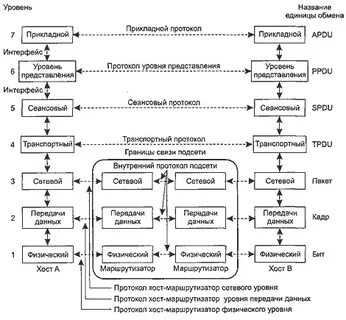 Уровень
Название
единицы обмена
7
Прикладной
Прикладной протокол
Прикладной
APDU
Интерфейс
6
Уровень
представления
Протокол уровня представления
Уровень
представления
PPDU
Интерфейс
5
Сеансовый
Сеансовый протокол
Сеансовый
SPDU
4
Транспортный
Транспортный протокол
Транспортный
TPDU
Границы связи подсети
Внутренний протокол подсети
3
Сетевой
Сетевой
Сетевой
Сетевой
Пакет
2
Передачи
данных
Передачи
данных
Передачи
данных
Передачи
данных
Кадр
1
Физический
Физический
Физический
Физический
Бит
Хост А
Маршрутизатор
Маршрутизатор
Хост В
Протокол хост-маршрутизатор сетевого уровня
Протокол хост-маршрутизатор уровня передачи данных
Протокол хост-маршрутизатор физического уровня